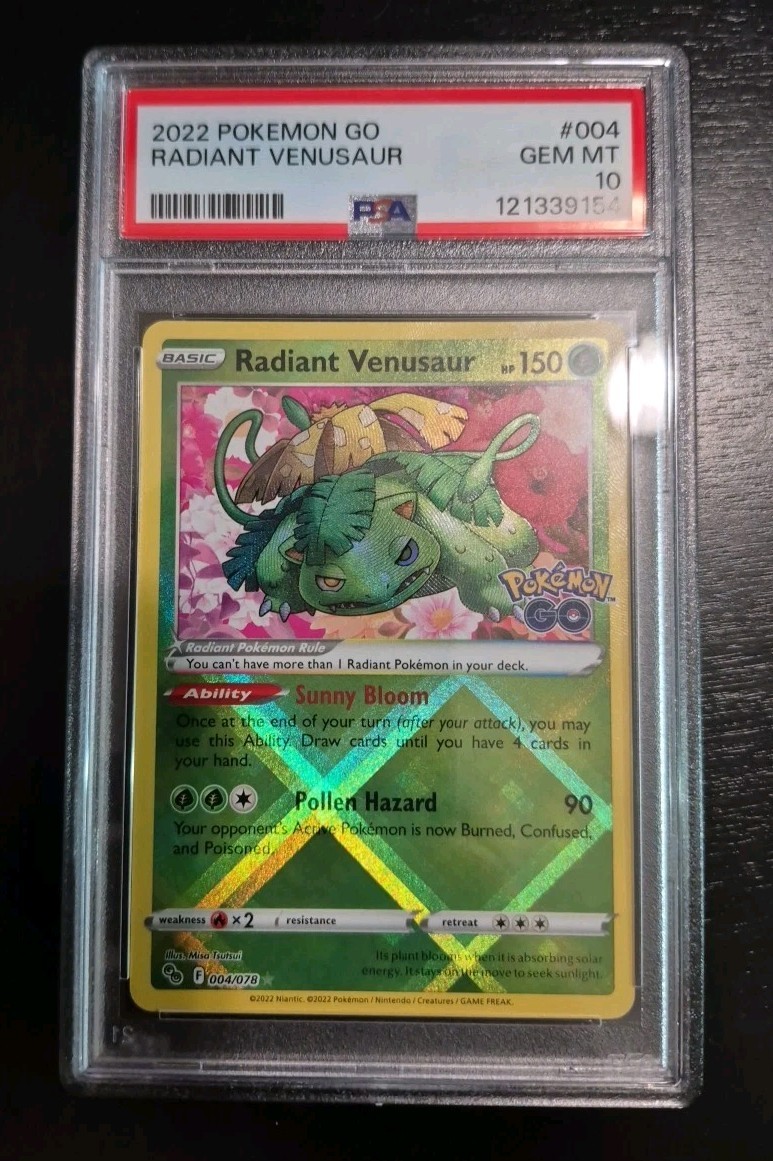 2022 POKEMON GO #004
RADIANT VENUSAUR GEM MT
10
PSA 121339154
BASIC Radiant Venusaur HP 150
POKéMON™
GO
Radiant Pokémon Rule
You can't have more than 1 Radiant Pokémon in your deck.
Ability Sunny Bloom
Once at the end of your turn (after your attack), you may
use this Ability. Draw cards until you have 4 cards in
your hand.
Pollen Hazard 90
Your opponent's Active Pokémon is now Burned, Confused,
and Poisoned.
weakness ×2 resistance retreat
Illus. Misa Tsutsui
Its plant blooms when it is absorbing solar
energy. It stays on the move to seek sunlight.
F 004/078
©2022 Niantic. ©2022 Pokémon / Nintendo / Creatures / GAME FREAK.